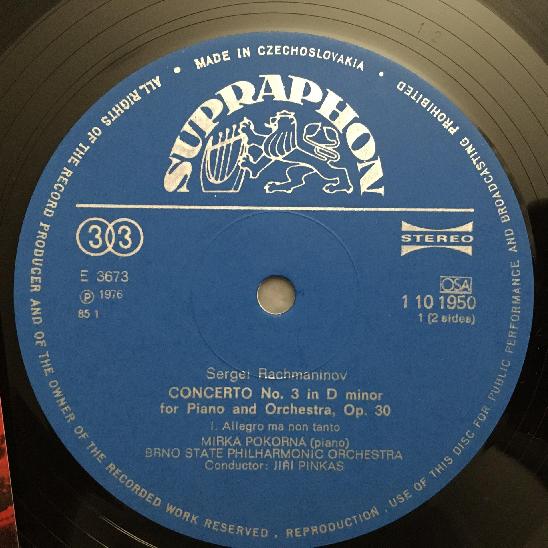 ALL RIGHTS OF THE RECORD PRODUCER AND OF THE OWNER OF THE RECORDED WORK RESERVED. REPRODUCTION, USE OF THIS DISC FOR PUBLIC PERFORMANCE AND BROADCASTING PROHIBITED • MADE IN CZECHOSLOVAKIA •
SUPRAPHON
33
STEREO
E 3673
Ⓟ 1976
85 1
OSA
1 10 1950
1 (2 sides)
Sergei Rachmaninov
CONCERTO No. 3 in D minor
for Piano and Orchestra, Op. 30
I. Allegro ma non tanto
MIRKA POKORNÁ (piano)
BRNO STATE PHILHARMONIC ORCHESTRA
Conductor: JIŘÍ PINKAS